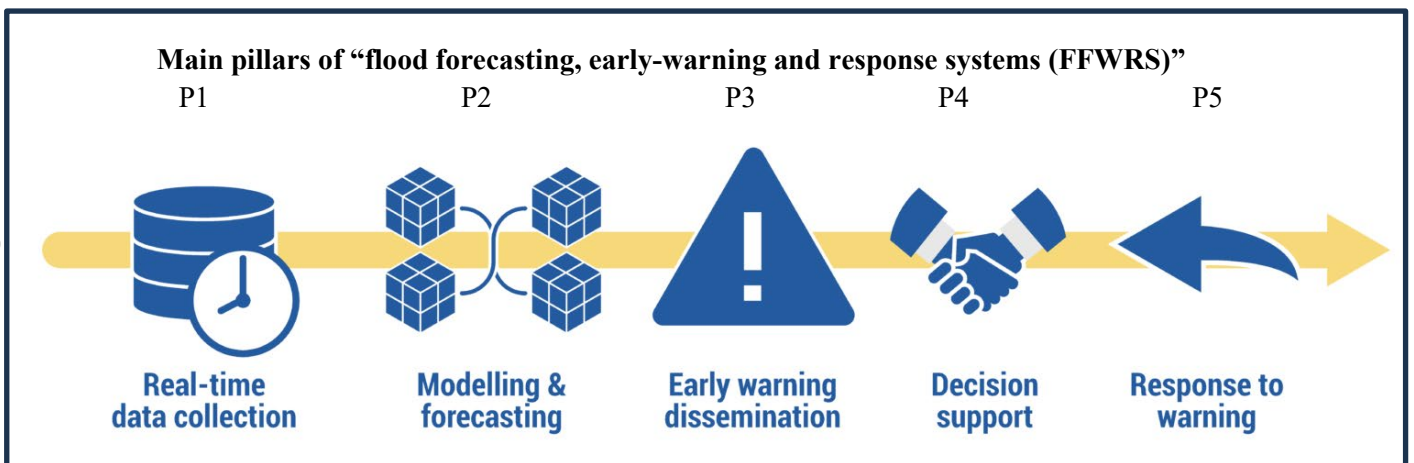 Main pillars of “flood forecasting, early-warning and response systems (FFWRS)”
P1 P2 P3 P4 P5
Real-time
data collection
Modelling &
forecasting
Early warning
dissemination
Decision
support
Response to
warning